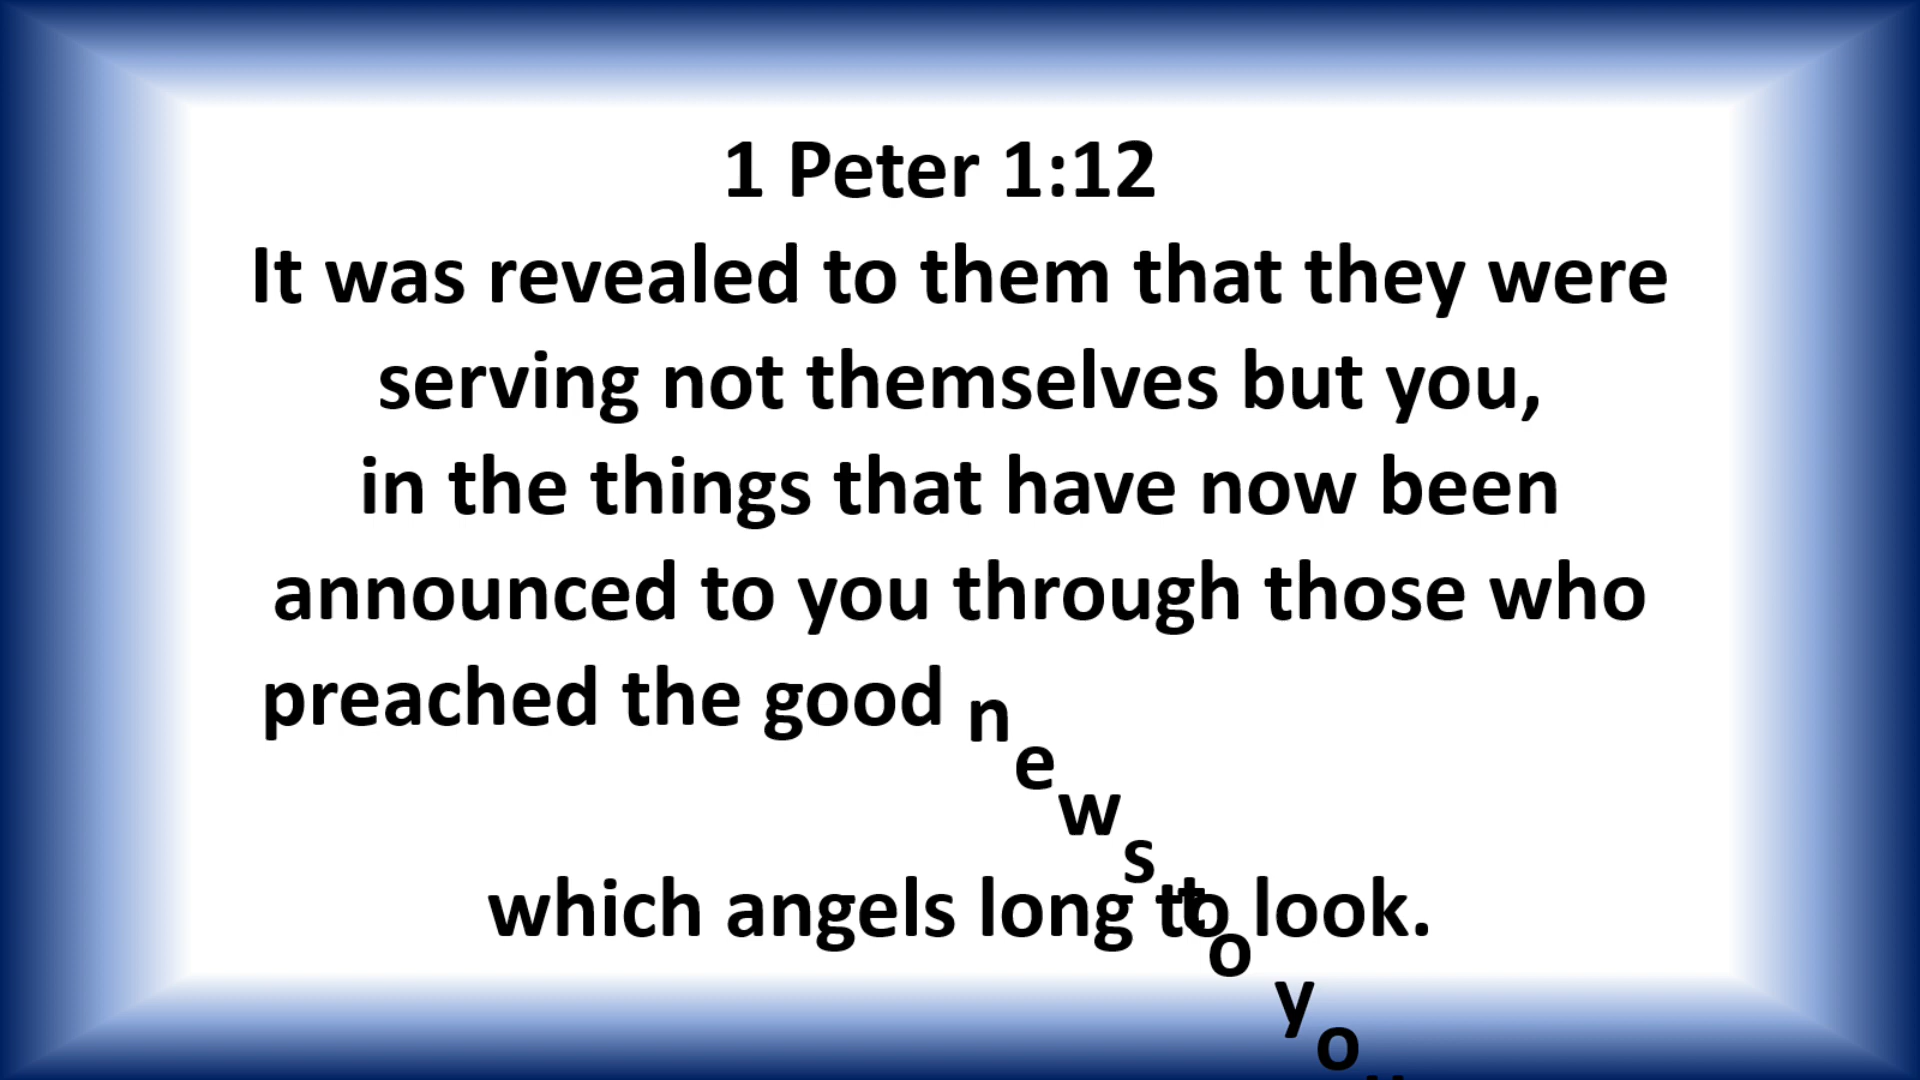 1 Peter 1:12
It was revealed to them that they were
serving not themselves but you,
in the things that have now been
announced to you through those who
preached the good news to yo
which angels long to look.